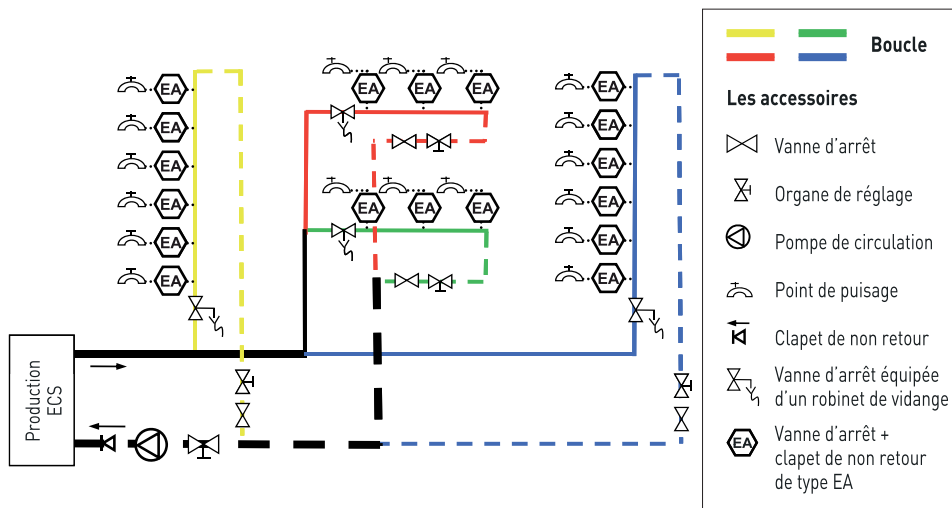 EA
EA
EA
EA
EA
EA
EA EA EA
EA EA EA
EA
EA
EA
EA
EA
EA
Production
ECS
Boucle
Les accessoires
Vanne d'arrêt
Organe de réglage
Pompe de circulation
Point de puisage
Clapet de non retour
Vanne d'arrêt équipée
d'un robinet de vidange
EA
Vanne d'arrêt +
clapet de non retour
de type EA